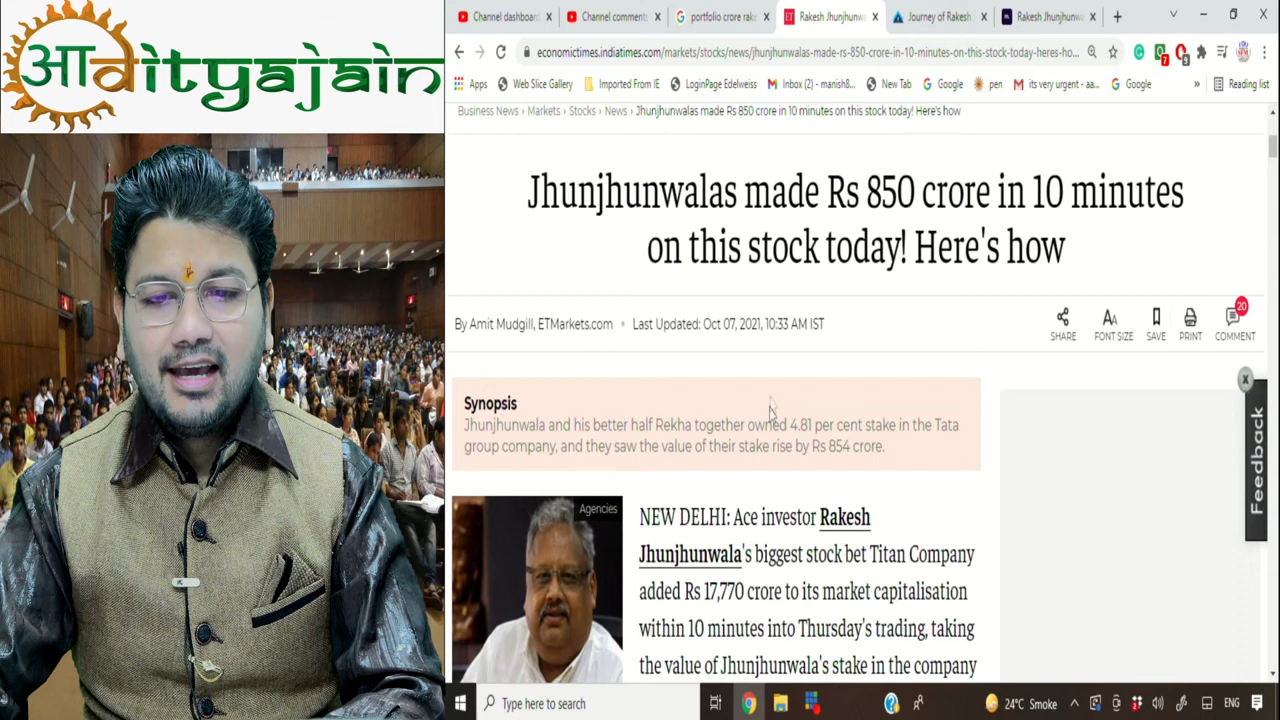 आdityajain
Channel dashboard
Channel comments
portfolio crore rak
Rakesh Jhunjhunw
Journey of Rakesh
Rakesh Jhunjhunw
economictimes.indiatimes.com/markets/stocks/news/jhunjhunwalas-made-rs-850-crore-in-10-minutes-on-this-stock-today-heres-ho...
Apps
Web Slice Gallery
Imported From IE
LoginPage Edelweiss
Inbox (2) - manish8...
New Tab
Google
pen
its very urgent - aa...
Google
»
Reading list
Business News › Markets › Stocks › News › Jhunjhunwalas made Rs 850 crore in 10 minutes on this stock today! Here's how
Jhunjhunwalas made Rs 850 crore in 10 minutes
on this stock today! Here's how
By Amit Mudgill, ETMarkets.com • Last Updated: Oct 07, 2021, 10:33 AM IST
SHARE
FONT SIZE
SAVE
PRINT
20
COMMENT
Synopsis
Jhunjhunwala and his better half Rekha together owned 4.81 per cent stake in the Tata
group company, and they saw the value of their stake rise by Rs 854 crore.
x
Feedback
Agencies
NEW DELHI: Ace investor Rakesh
Jhunjhunwala's biggest stock bet Titan Company
added Rs 17,770 crore to its market capitalisation
within 10 minutes into Thursday's trading, taking
the value of Jhunjhunwala's stake in the company
Type here to search
24°C Smoke
ENG